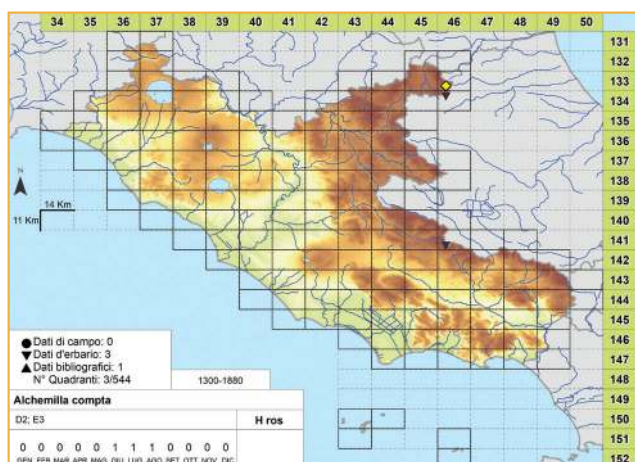 34 35 36 37 38 39 40 41 42 43 44 45 46 47 48 49 50
131
132
133
134
135
136
137
138
139
140
141
142
143
144
145
146
147
148
149
150
151
152
N
14 Km
11 Km
Dati di campo: 0
Dati d'erbario: 3
Dati bibliografici: 1
N° Quadranti: 3/544
1300-1880
Alchemilla compta
D2; E3 H ros
0 0 0 0 0 1 1 1 0 0 0 0
GEN FEB MAR APR MAG GIU LUG AGO SET OTT NOV DIC